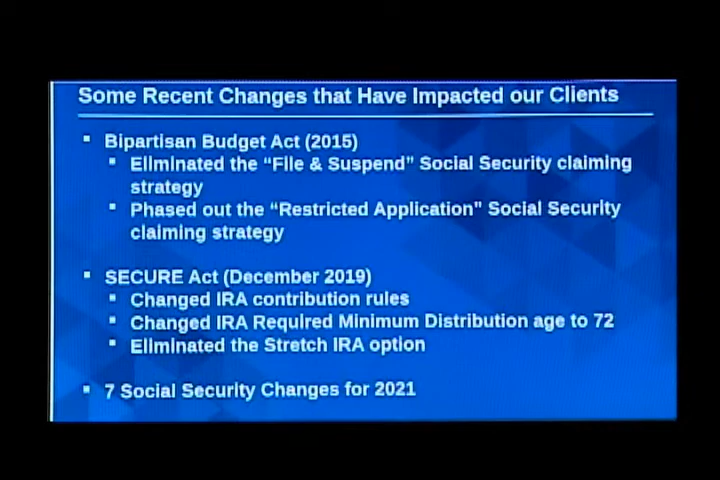 Some Recent Changes that Have Impacted our Clients
▪ Bipartisan Budget Act (2015)
▪ Eliminated the “File & Suspend” Social Security claiming
strategy
▪ Phased out the “Restricted Application” Social Security
claiming strategy
▪ SECURE Act (December 2019)
▪ Changed IRA contribution rules
▪ Changed IRA Required Minimum Distribution age to 72
▪ Eliminated the Stretch IRA option
▪ 7 Social Security Changes for 2021